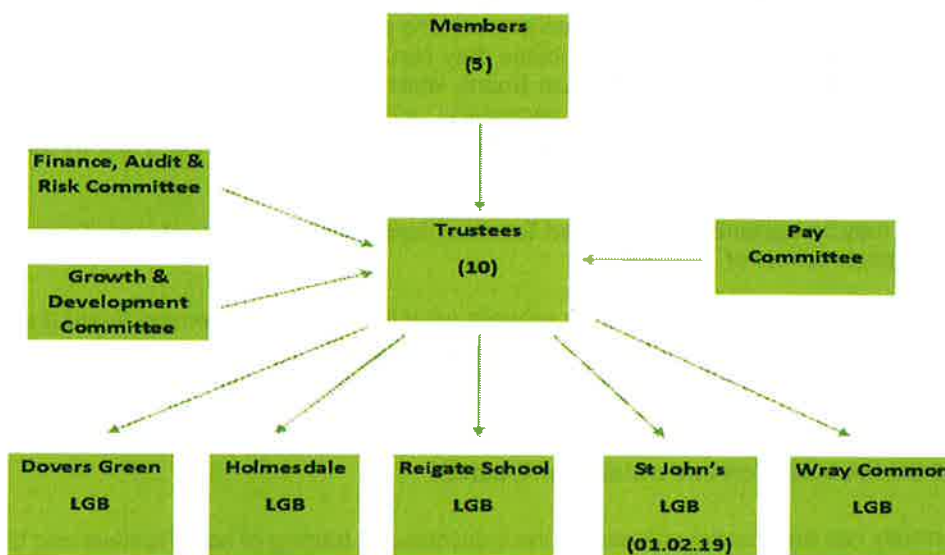 Members
(5)
Finance, Audit &
Risk Committee
Trustees
(10)
Pay
Committee
Growth &
Development
Committee
Dovers Green
LGB
Holmesdale
LGB
Reigate School
LGB
St John's
LGB
(01.02.19)
Wray Common
LGB